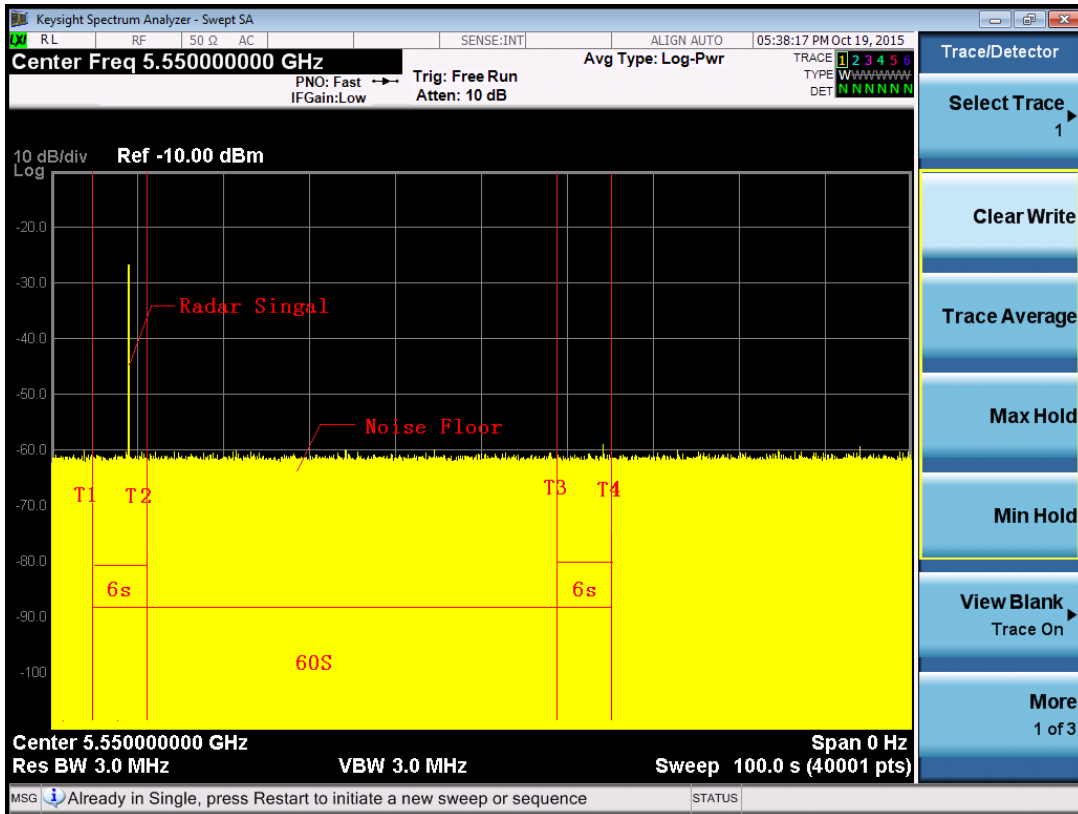 Keysight Spectrum Analyzer - Swept SA
LXI RL RF 50 Ω AC SENSE:INT ALIGN AUTO 05:38:17 PM Oct 19, 2015
Center Freq 5.550000000 GHz
PNO: Fast
IFGain:Low
Trig: Free Run
Atten: 10 dB
Avg Type: Log-Pwr
TRACE 1 2 3 4 5 6
TYPE WWWWWW
DET N N N N N N
10 dB/div Ref -10.00 dBm
Log
-20.0
-30.0
Radar Singal
-40.0
-50.0
Noise Floor
-60.0
T1 T2 T3 T4
-70.0
-80.0
6s 6s
-90.0
60S
-100
Center 5.550000000 GHz Span 0 Hz
Res BW 3.0 MHz VBW 3.0 MHz Sweep 100.0 s (40001 pts)
MSG Already in Single, press Restart to initiate a new sweep or sequence STATUS
Trace/Detector
Select Trace
1
Clear Write
Trace Average
Max Hold
Min Hold
View Blank
Trace On
More
1 of 3